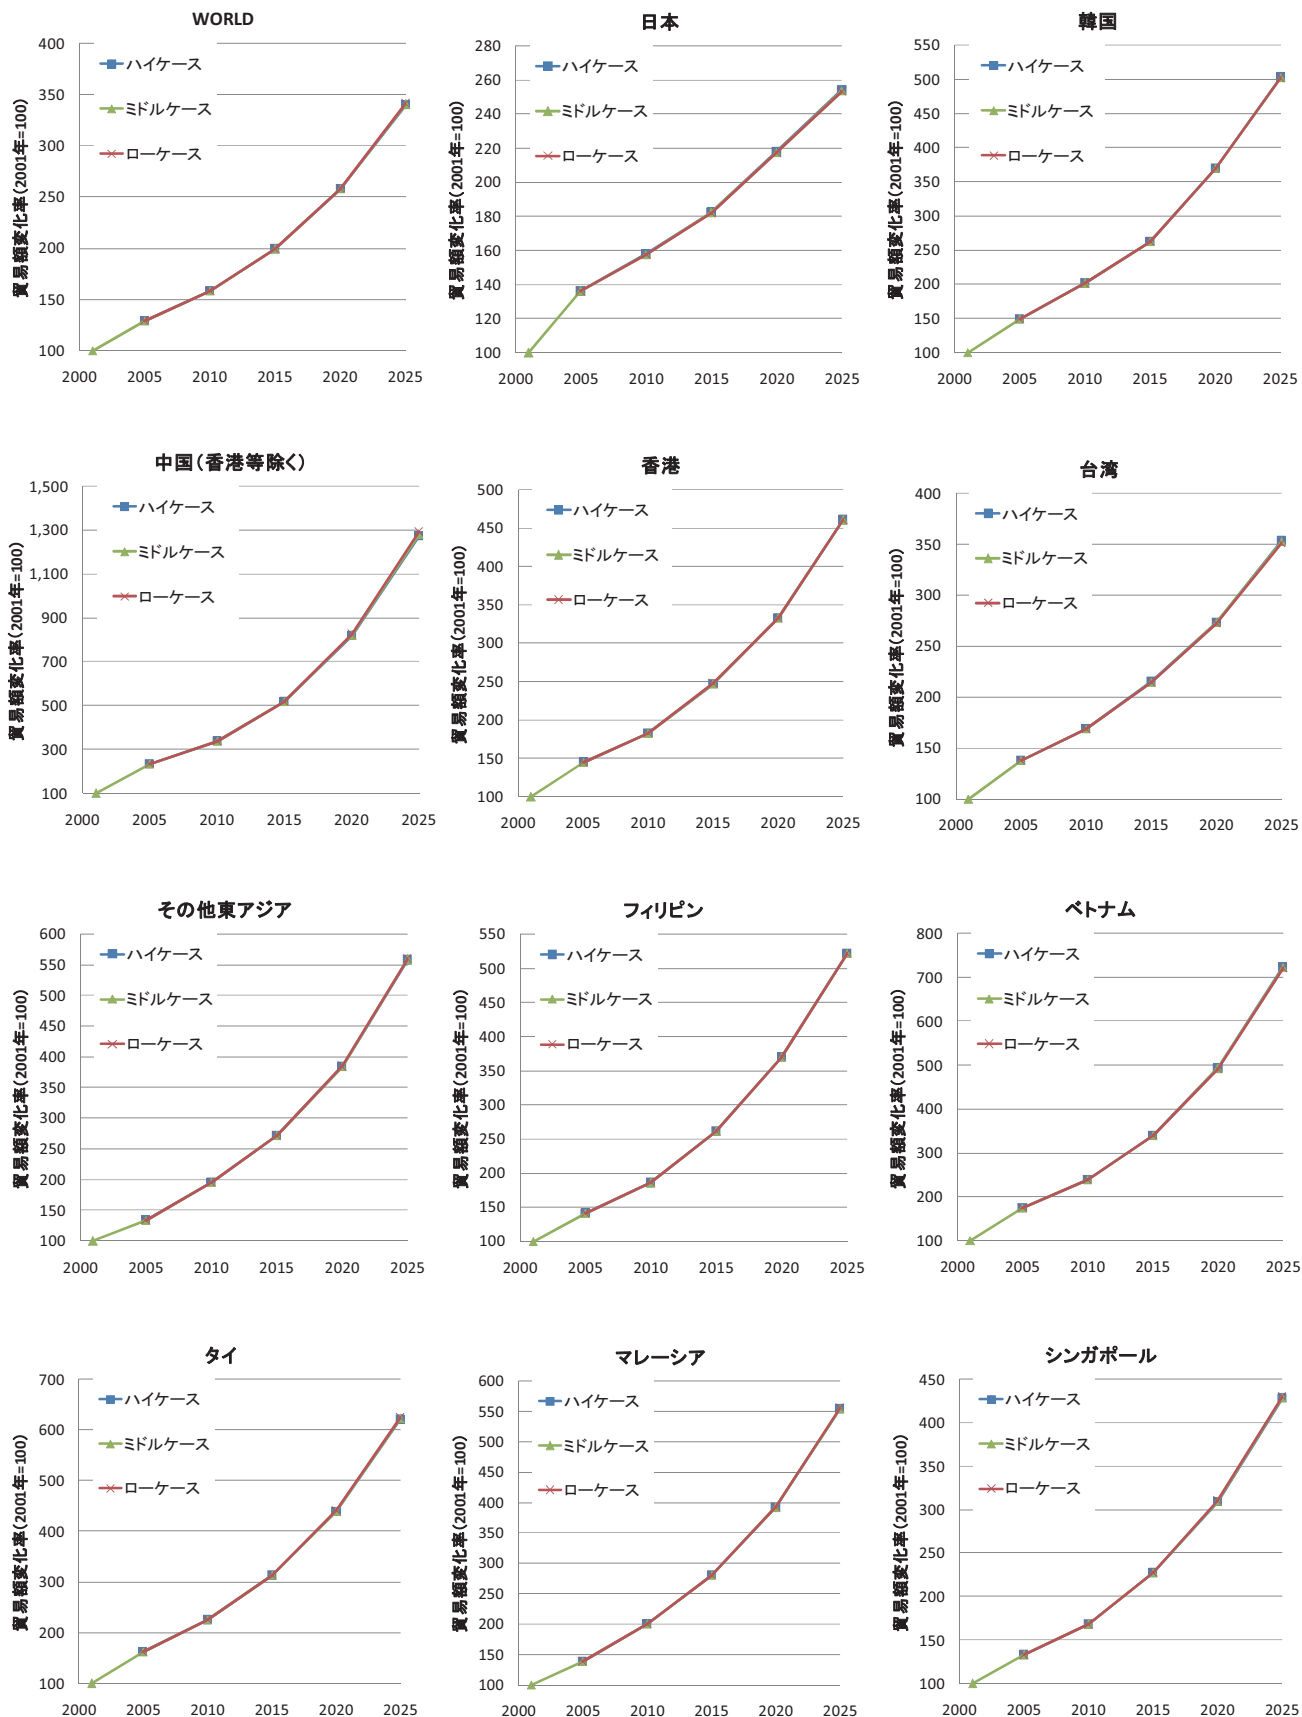 WORLD
貿易額変化率(2001年=100)
400
350
300
250
200
150
100
ハイケース
ミドルケース
ローケース
2000 2005 2010 2015 2020 2025
日本
貿易額変化率(2001年=100)
280
260
240
220
200
180
160
140
120
100
ハイケース
ミドルケース
ローケース
2000 2005 2010 2015 2020 2025
韓国
貿易額変化率(2001年=100)
550
500
450
400
350
300
250
200
150
100
ハイケース
ミドルケース
ローケース
2000 2005 2010 2015 2020 2025
中国(香港等除く)
貿易額変化率(2001年=100)
1,500
1,300
1,100
900
700
500
300
100
ハイケース
ミドルケース
ローケース
2000 2005 2010 2015 2020 2025
香港
貿易額変化率(2001年=100)
500
450
400
350
300
250
200
150
100
ハイケース
ミドルケース
ローケース
2000 2005 2010 2015 2020 2025
台湾
貿易額変化率(2001年=100)
400
350
300
250
200
150
100
ハイケース
ミドルケース
ローケース
2000 2005 2010 2015 2020 2025
その他東アジア
貿易額変化率(2001年=100)
600
550
500
450
400
350
300
250
200
150
100
ハイケース
ミドルケース
ローケース
2000 2005 2010 2015 2020 2025
フィリピン
貿易額変化率(2001年=100)
550
500
450
400
350
300
250
200
150
100
ハイケース
ミドルケース
ローケース
2000 2005 2010 2015 2020 2025
ベトナム
貿易額変化率(2001年=100)
800
700
600
500
400
300
200
100
ハイケース
ミドルケース
ローケース
2000 2005 2010 2015 2020 2025
タイ
貿易額変化率(2001年=100)
700
600
500
400
300
200
100
ハイケース
ミドルケース
ローケース
2000 2005 2010 2015 2020 2025
マレーシア
貿易額変化率(2001年=100)
600
550
500
450
400
350
300
250
200
150
100
ハイケース
ミドルケース
ローケース
2000 2005 2010 2015 2020 2025
シンガポール
貿易額変化率(2001年=100)
450
400
350
300
250
200
150
100
ハイケース
ミドルケース
ローケース
2000 2005 2010 2015 2020 2025